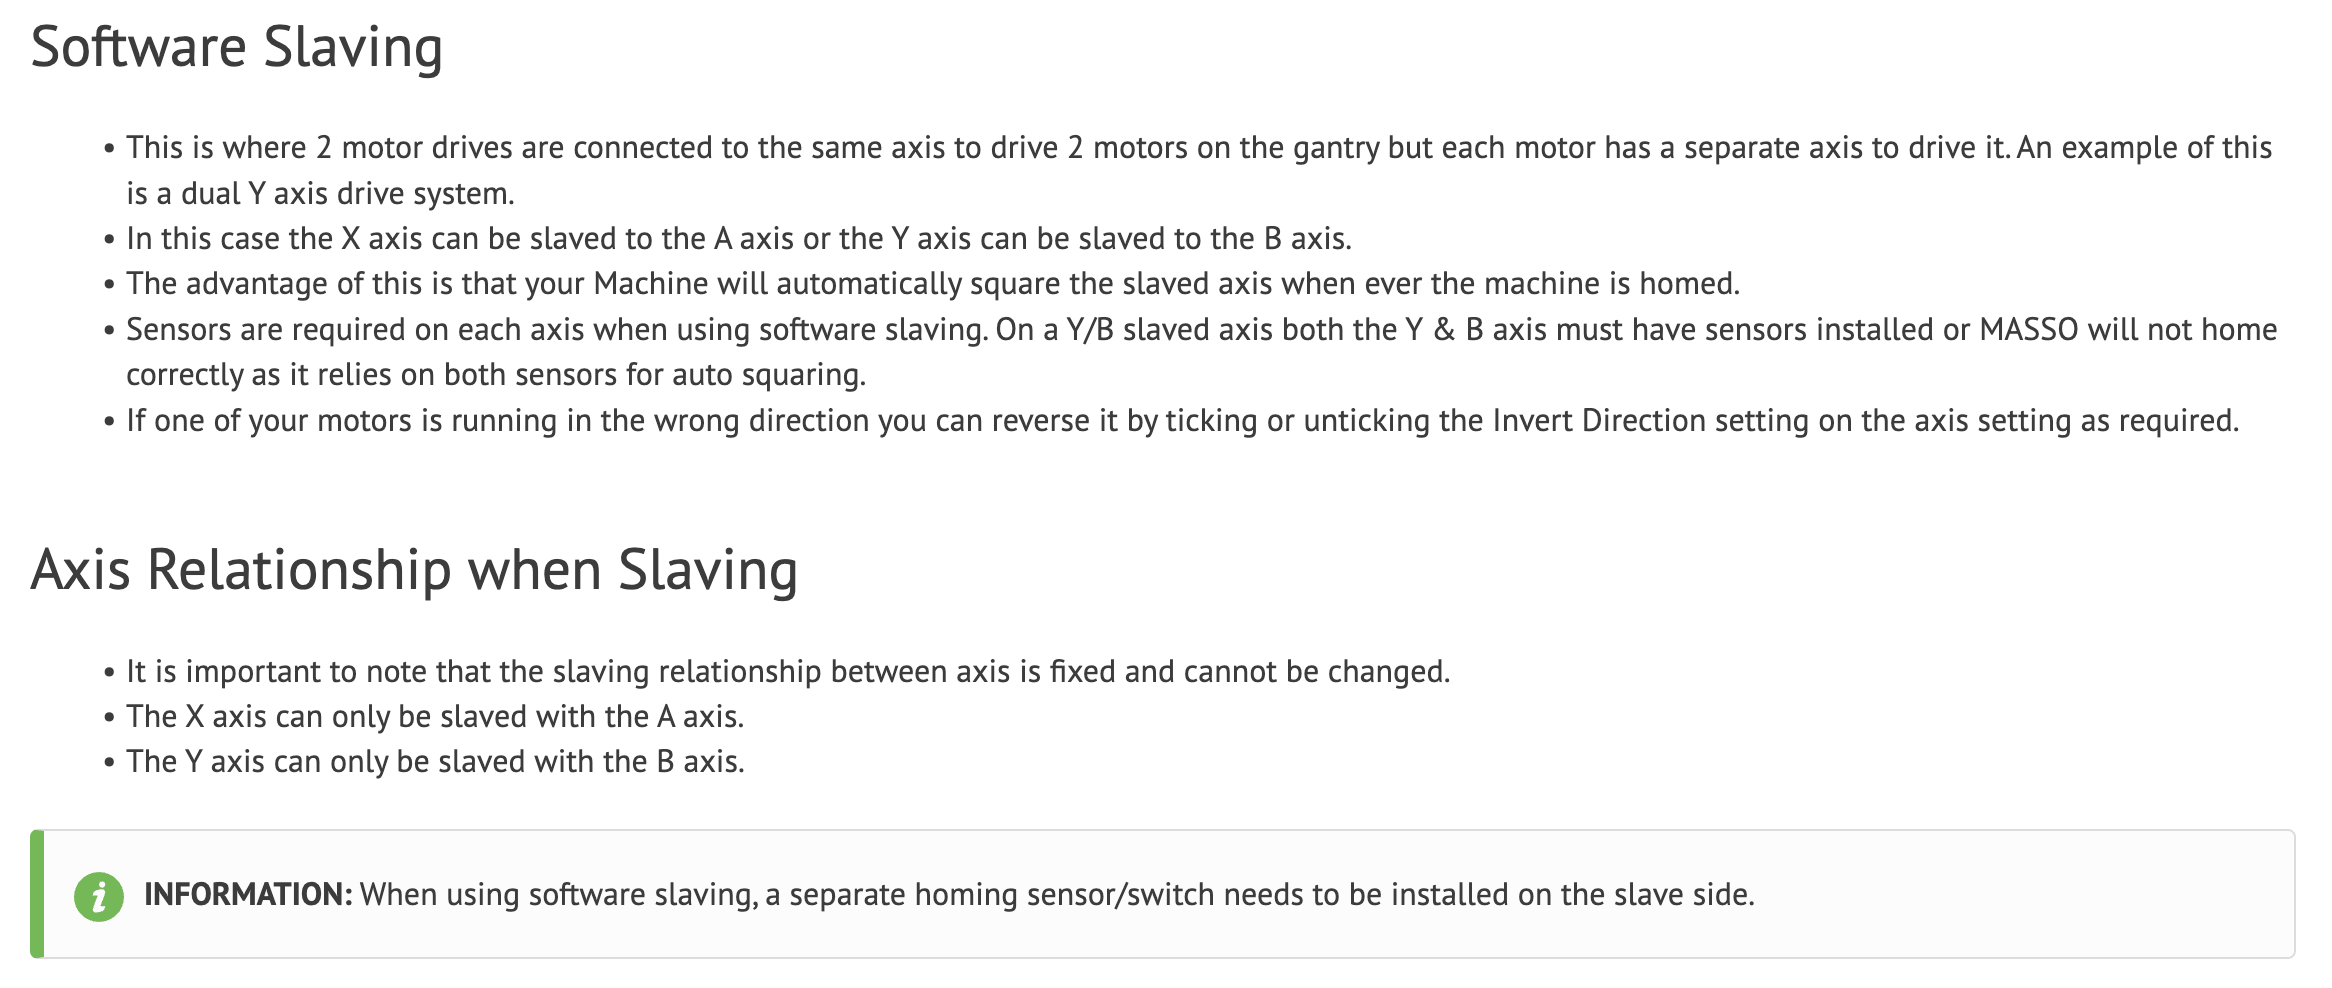 Software Slaving
• This is where 2 motor drives are connected to the same axis to drive 2 motors on the gantry but each motor has a separate axis to drive it. An example of this
is a dual Y axis drive system.
• In this case the X axis can be slaved to the A axis or the Y axis can be slaved to the B axis.
• The advantage of this is that your Machine will automatically square the slaved axis when ever the machine is homed.
• Sensors are required on each axis when using software slaving. On a Y/B slaved axis both the Y & B axis must have sensors installed or MASSO will not home
correctly as it relies on both sensors for auto squaring.
• If one of your motors is running in the wrong direction you can reverse it by ticking or unticking the Invert Direction setting on the axis setting as required.
Axis Relationship when Slaving
• It is important to note that the slaving relationship between axis is fixed and cannot be changed.
• The X axis can only be slaved with the A axis.
• The Y axis can only be slaved with the B axis.
i INFORMATION: When using software slaving, a separate homing sensor/switch needs to be installed on the slave side.